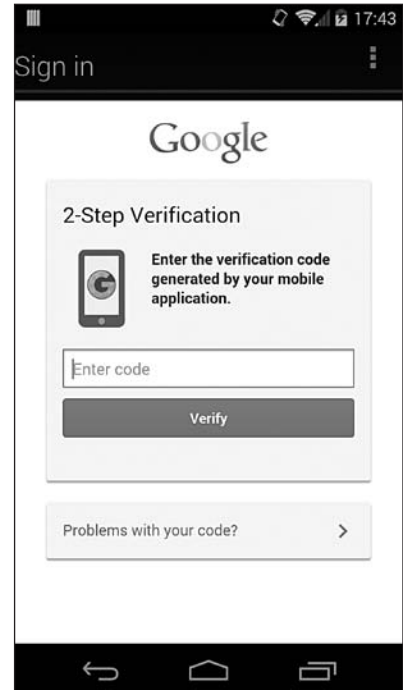 17:43
Sign in
Google
2-Step Verification
Enter the verification code
generated by your mobile
application.
Enter code
Verify
Problems with your code?